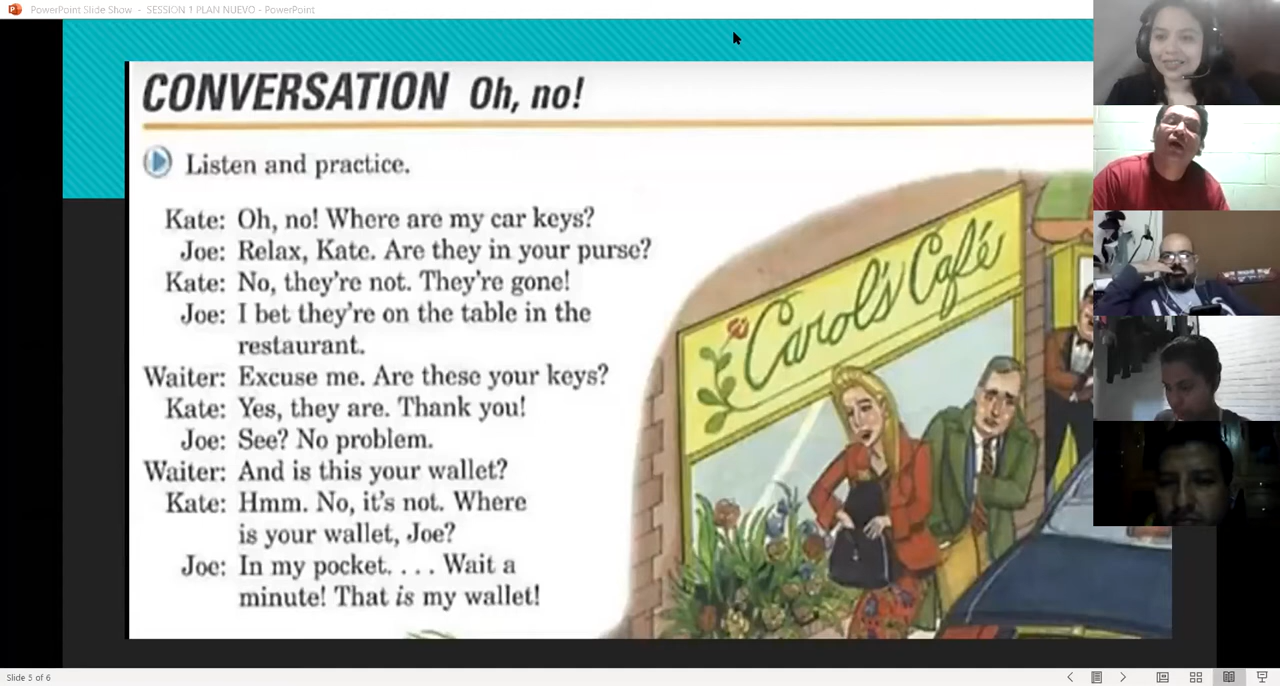 PowerPoint Slide Show - SESSION 1 PLAN NUEVO - PowerPoint
CONVERSATION Oh, no!
Listen and practice.
Kate: Oh, no! Where are my car keys?
Joe: Relax, Kate. Are they in your purse?
Kate: No, they're not. They're gone!
Joe: I bet they're on the table in the
restaurant.
Waiter: Excuse me. Are these your keys?
Kate: Yes, they are. Thank you!
Joe: See? No problem.
Waiter: And is this your wallet?
Kate: Hmm. No, it's not. Where
is your wallet, Joe?
Joe: In my pocket. . . . Wait a
minute! That is my wallet!
Carol's Café
Slide 5 of 6